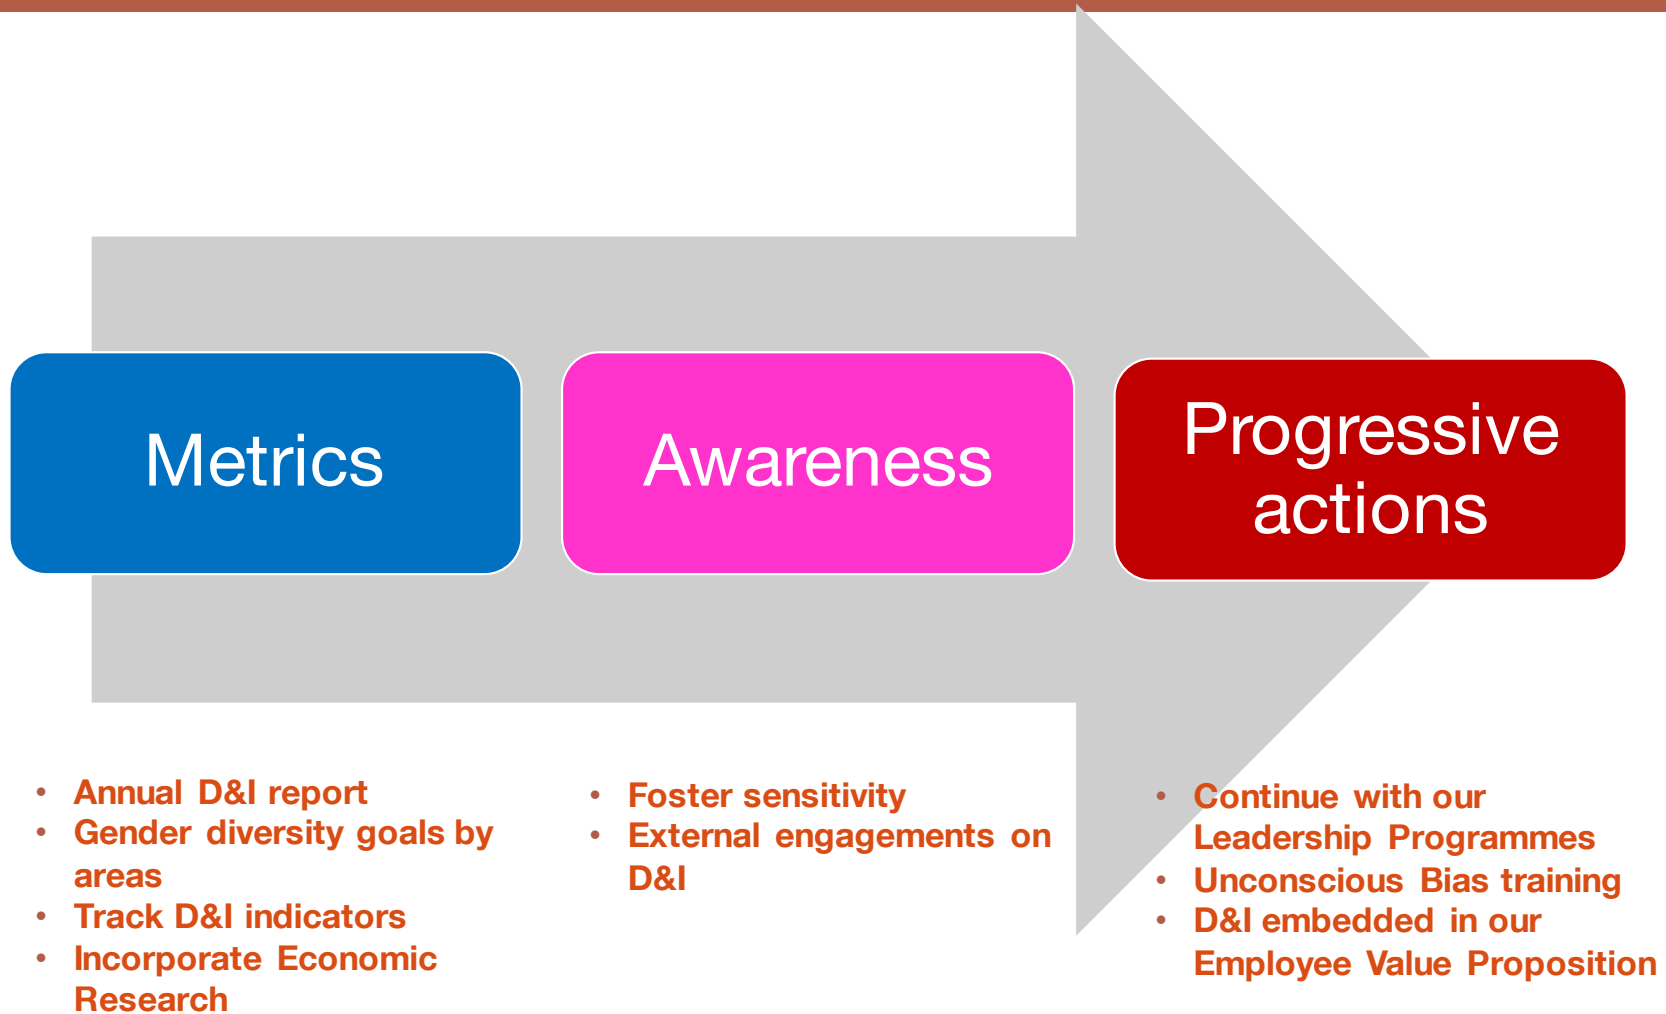 Metrics
Awareness
Progressive
actions
• Annual D&I report
• Gender diversity goals by
areas
• Track D&I indicators
• Incorporate Economic
Research
• Foster sensitivity
• External engagements on
D&I
• Continue with our
Leadership Programmes
• Unconscious Bias training
• D&I embedded in our
Employee Value Proposition